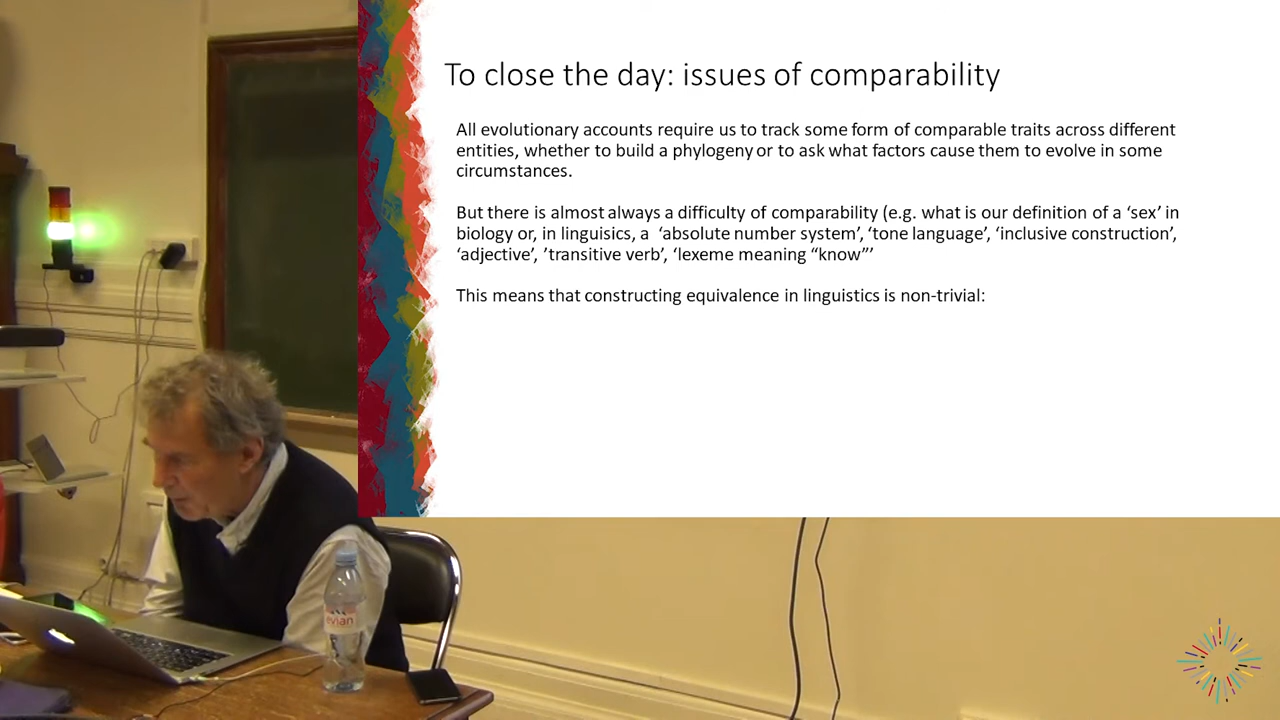 To close the day: issues of comparability
All evolutionary accounts require us to track some form of comparable traits across different
entities, whether to build a phylogeny or to ask what factors cause them to evolve in some
circumstances.
But there is almost always a difficulty of comparability (e.g. what is our definition of a ‘sex’ in
biology or, in linguisics, a ‘absolute number system’, ‘tone language’, ‘inclusive construction’,
‘adjective’, ’transitive verb’, ‘lexeme meaning “know”’
This means that constructing equivalence in linguistics is non-trivial:
evian